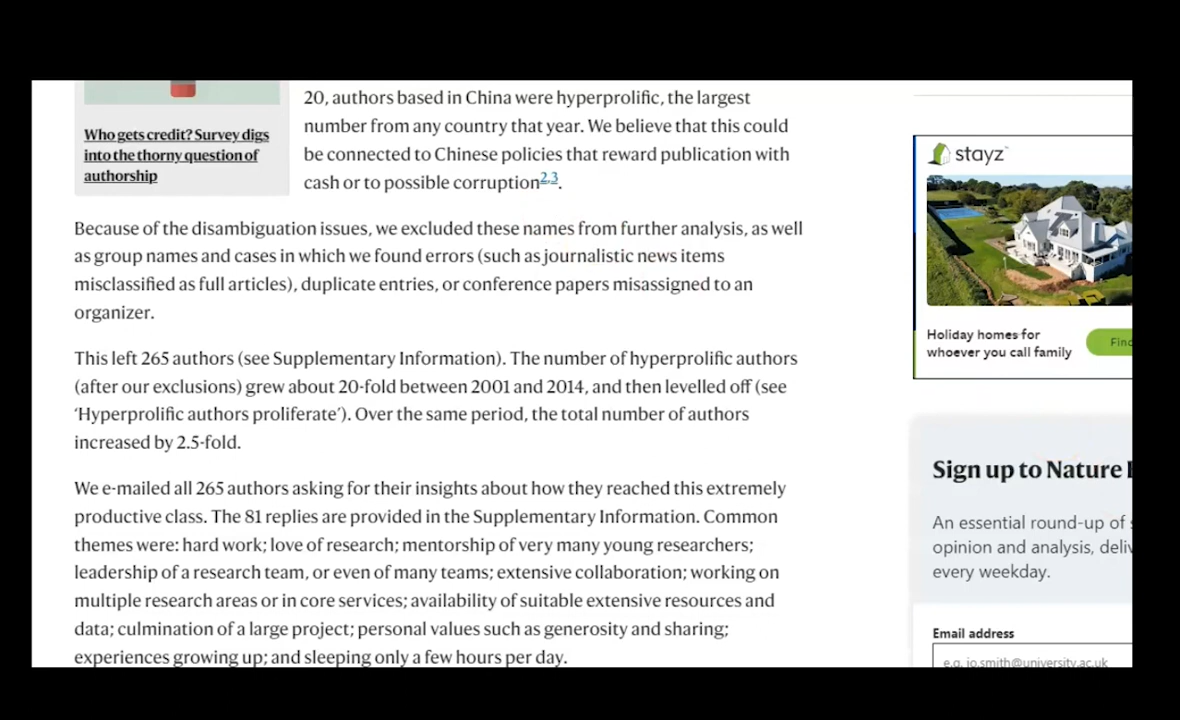 Who gets credit? Survey digs
into the thorny question of
authorship
20, authors based in China were hyperprolific, the largest
number from any country that year. We believe that this could
be connected to Chinese policies that reward publication with
cash or to possible corruption2,3.
Because of the disambiguation issues, we excluded these names from further analysis, as well
as group names and cases in which we found errors (such as journalistic news items
misclassified as full articles), duplicate entries, or conference papers misassigned to an
organizer.
This left 265 authors (see Supplementary Information). The number of hyperprolific authors
(after our exclusions) grew about 20-fold between 2001 and 2014, and then levelled off (see
‘Hyperprolific authors proliferate’). Over the same period, the total number of authors
increased by 2.5-fold.
We e-mailed all 265 authors asking for their insights about how they reached this extremely
productive class. The 81 replies are provided in the Supplementary Information. Common
themes were: hard work; love of research; mentorship of very many young researchers;
leadership of a research team, or even of many teams; extensive collaboration; working on
multiple research areas or in core services; availability of suitable extensive resources and
data; culmination of a large project; personal values such as generosity and sharing;
experiences growing up; and sleeping only a few hours per day.
stayz
Holiday homes for
whoever you call family
Find
Sign up to Nature
An essential round-up of
opinion and analysis, deliv
every weekday.
Email address
e.g. jo.smith@university.ac.uk